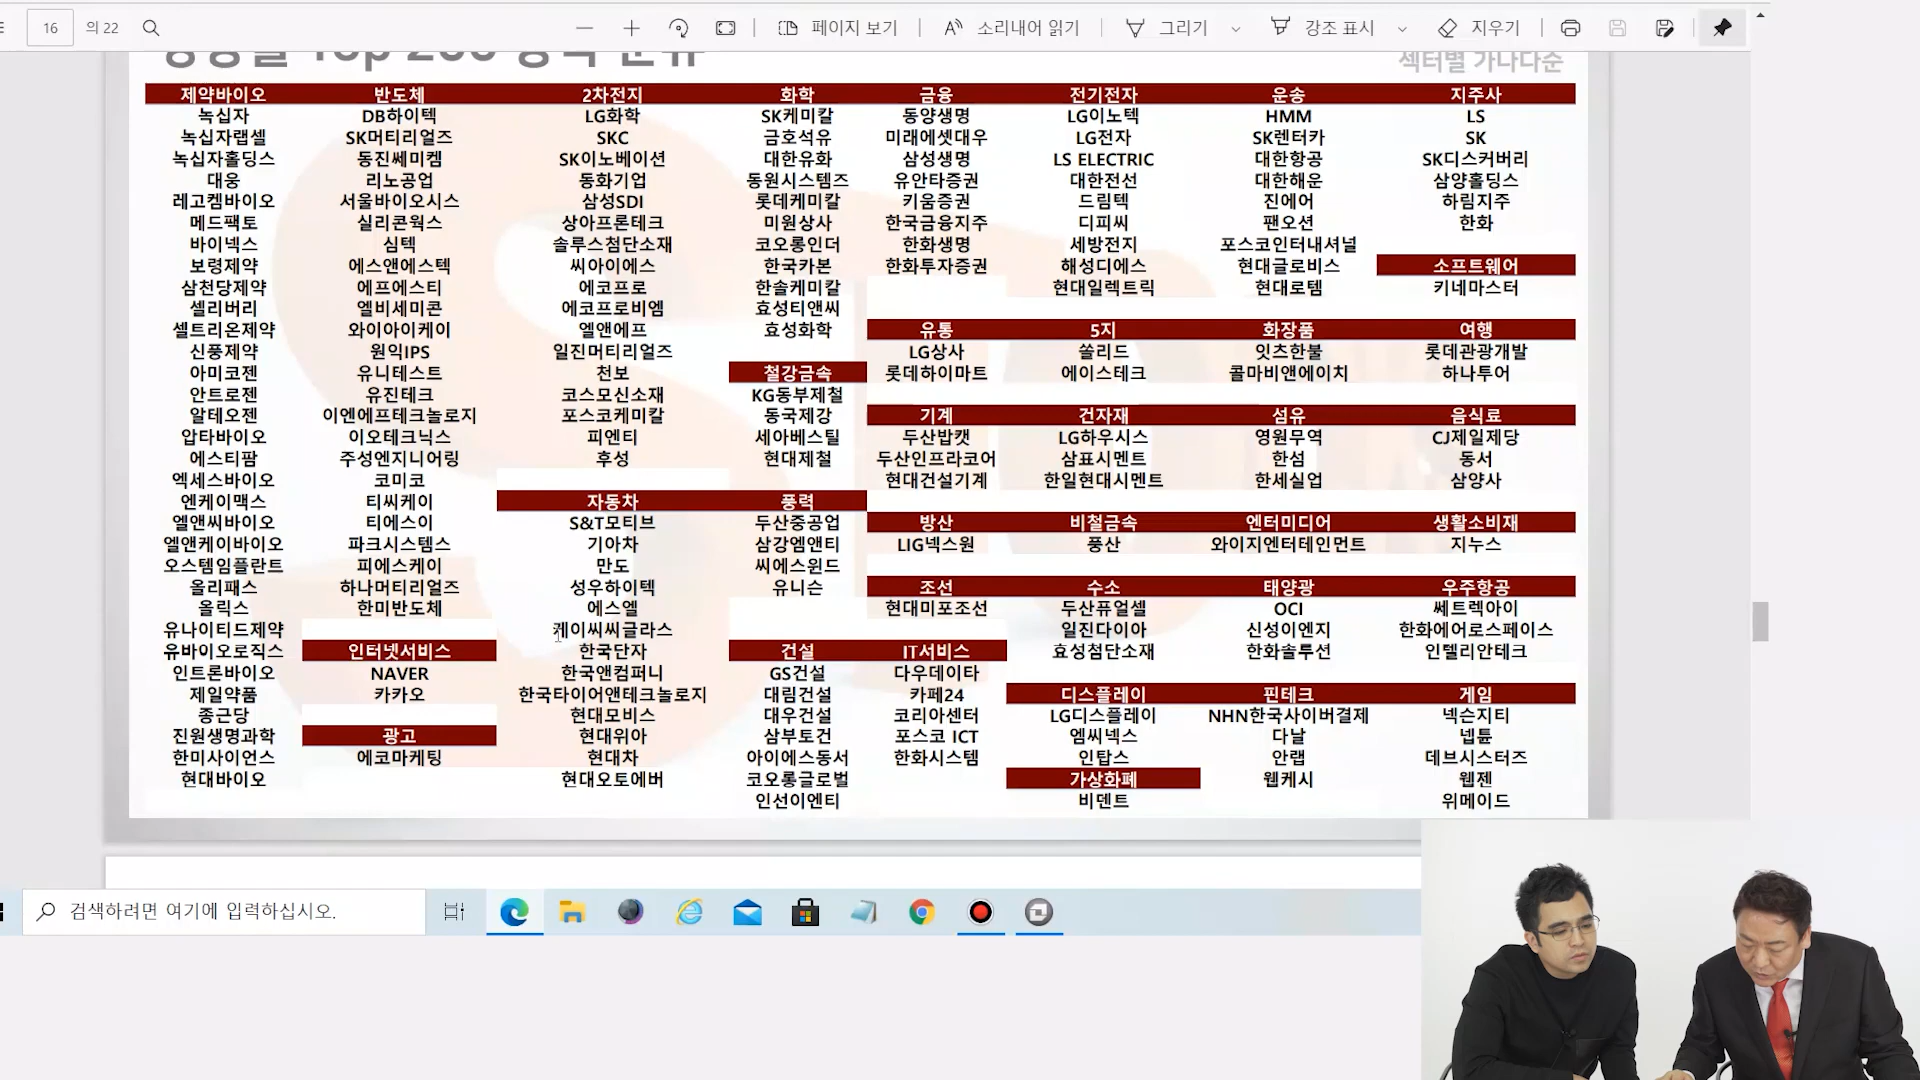 16 의 22 페이지 보기 소리내어 읽기 그리기 강조 표시 지우기
섹터별 가나다순
제약바이오 반도체 2차전지 화학 금융 전기전자 운송 지주사
녹십자 DB하이텍 LG화학 SK케미칼 동양생명 LG이노텍 HMM LS
녹십자랩셀 SK머티리얼즈 SKC 금호석유 미래에셋대우 LG전자 SK렌터카 SK
녹십자홀딩스 동진쎄미켐 SK이노베이션 대한유화 삼성생명 LS ELECTRIC 대한항공 SK디스커버리
대웅 리노공업 동화기업 동원시스템즈 유안타증권 대한전선 대한해운 삼양홀딩스
레고켐바이오 서울바이오시스 삼성SDI 롯데케미칼 키움증권 드림텍 진에어 하림지주
메드팩토 실리콘웍스 상아프론테크 미원상사 한국금융지주 디피씨 팬오션 한화
바이넥스 심텍 솔루스첨단소재 코오롱인더 한화생명 세방전지 포스코인터내셔널
보령제약 에스앤에스텍 씨아이에스 한국카본 한화투자증권 해성디에스 현대글로비스 소프트웨어
삼천당제약 에프에스티 에코프로 한솔케미칼 현대일렉트릭 현대로템 키네마스터
셀리버리 엘비세미콘 에코프로비엠 효성티앤씨
셀트리온제약 와이아이케이 엘앤에프 효성화학 유통 5지 화장품 여행
신풍제약 원익IPS 일진머티리얼즈 LG상사 쏠리드 잇츠한불 롯데관광개발
아미코젠 유니테스트 천보 철강금속 롯데하이마트 에이스테크 콜마비앤에이치 하나투어
안트로젠 유진테크 코스모신소재 KG동부제철
알테오젠 이엔에프테크놀로지 포스코케미칼 동국제강 기계 건자재 섬유 음식료
압타바이오 이오테크닉스 피엔티 세아베스틸 두산밥캣 LG하우시스 영원무역 CJ제일제당
에스티팜 주성엔지니어링 후성 현대제철 두산인프라코어 삼표시멘트 한섬 동서
엑세스바이오 코미코 현대건설기계 한일현대시멘트 한세실업 삼양사
엔케이맥스 티씨케이 자동차 풍력
엘앤씨바이오 티에스이 S&T모티브 두산중공업 방산 비철금속 엔터미디어 생활소비재
엘앤케이바이오 파크시스템스 기아차 삼강엠앤티 LIG넥스원 풍산 와이지엔터테인먼트 지누스
오스템임플란트 피에스케이 만도 씨에스윈드
올리패스 하나머티리얼즈 성우하이텍 유니슨 조선 수소 태양광 우주항공
올릭스 한미반도체 에스엘 현대미포조선 두산퓨얼셀 OCI 쎄트렉아이
유나이티드제약 케이씨씨글라스 일진다이아 신성이엔지 한화에어로스페이스
유바이오로직스 인터넷서비스 한국단자 건설 IT서비스 효성첨단소재 한화솔루션 인텔리안테크
인트론바이오 NAVER 한국앤컴퍼니 GS건설 다우데이타
제일약품 카카오 한국타이어앤테크놀로지 대림건설 카페24 디스플레이 핀테크 게임
종근당 현대모비스 대우건설 코리아센터 LG디스플레이 NHN한국사이버결제 넥슨지티
진원생명과학 광고 현대위아 삼부토건 포스코 ICT 엠씨넥스 다날 넵튠
한미사이언스 에코마케팅 현대차 아이에스동서 한화시스템 인탑스 안랩 데브시스터즈
현대바이오 현대오토에버 코오롱글로벌 가상화폐 웹케시 웹젠
인선이엔티 비덴트 위메이드
검색하려면 여기에 입력하십시오.